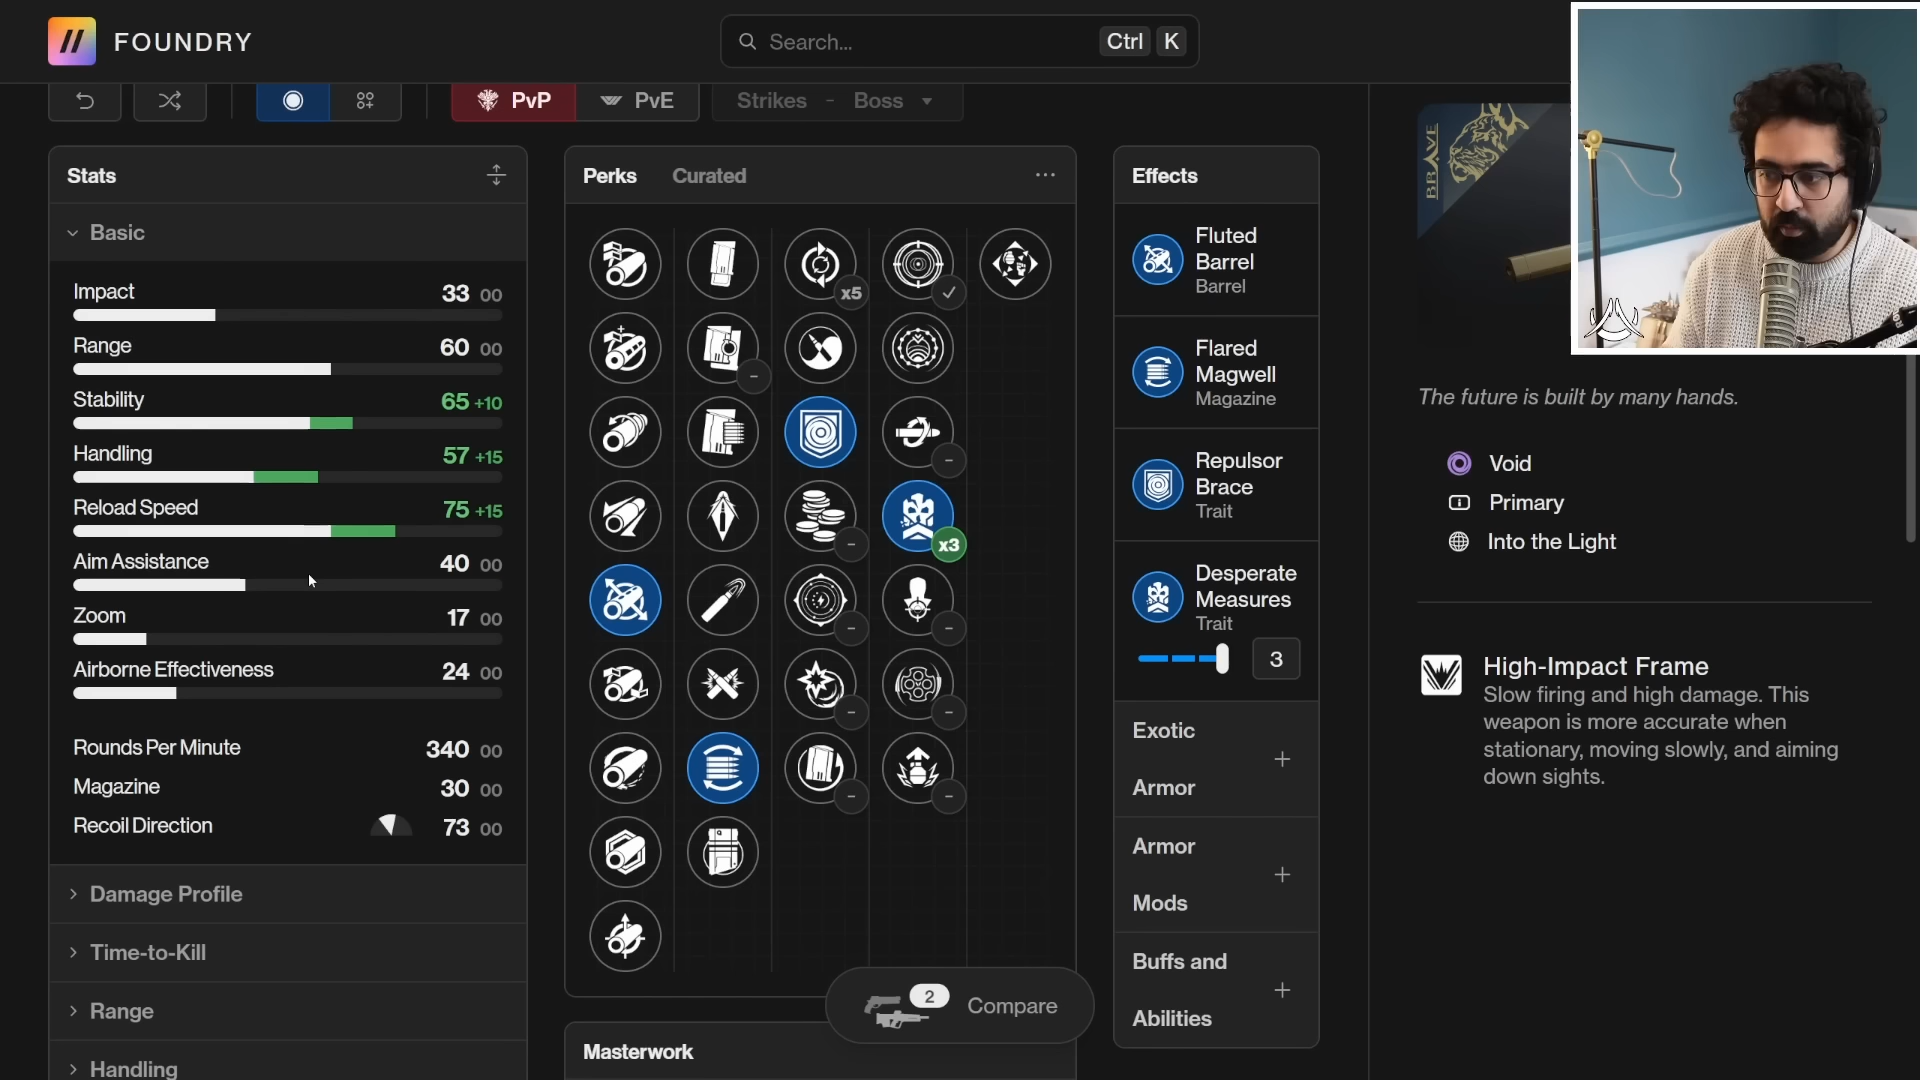 FOUNDRY
Search...
Ctrl K
PvP
PvE
Strikes - Boss
Stats
Basic
Impact 33 00
Range 60 00
Stability 65 +10
Handling 57 +15
Reload Speed 75 +15
Aim Assistance 40 00
Zoom 17 00
Airborne Effectiveness 24 00
Rounds Per Minute 340 00
Magazine 30 00
Recoil Direction 73 00
Damage Profile
Time-to-Kill
Range
Handling
Perks Curated
x5
x3
Masterwork
2 Compare
Effects
Fluted
Barrel
Barrel
Flared
Magwell
Magazine
Repulsor
Brace
Trait
Desperate
Measures
Trait
3
Exotic
Armor
Armor
Mods
Buffs and
Abilities
BRAVE
The future is built by many hands.
Void
Primary
Into the Light
High-Impact Frame
Slow firing and high damage. This
weapon is more accurate when
stationary, moving slowly, and aiming
down sights.